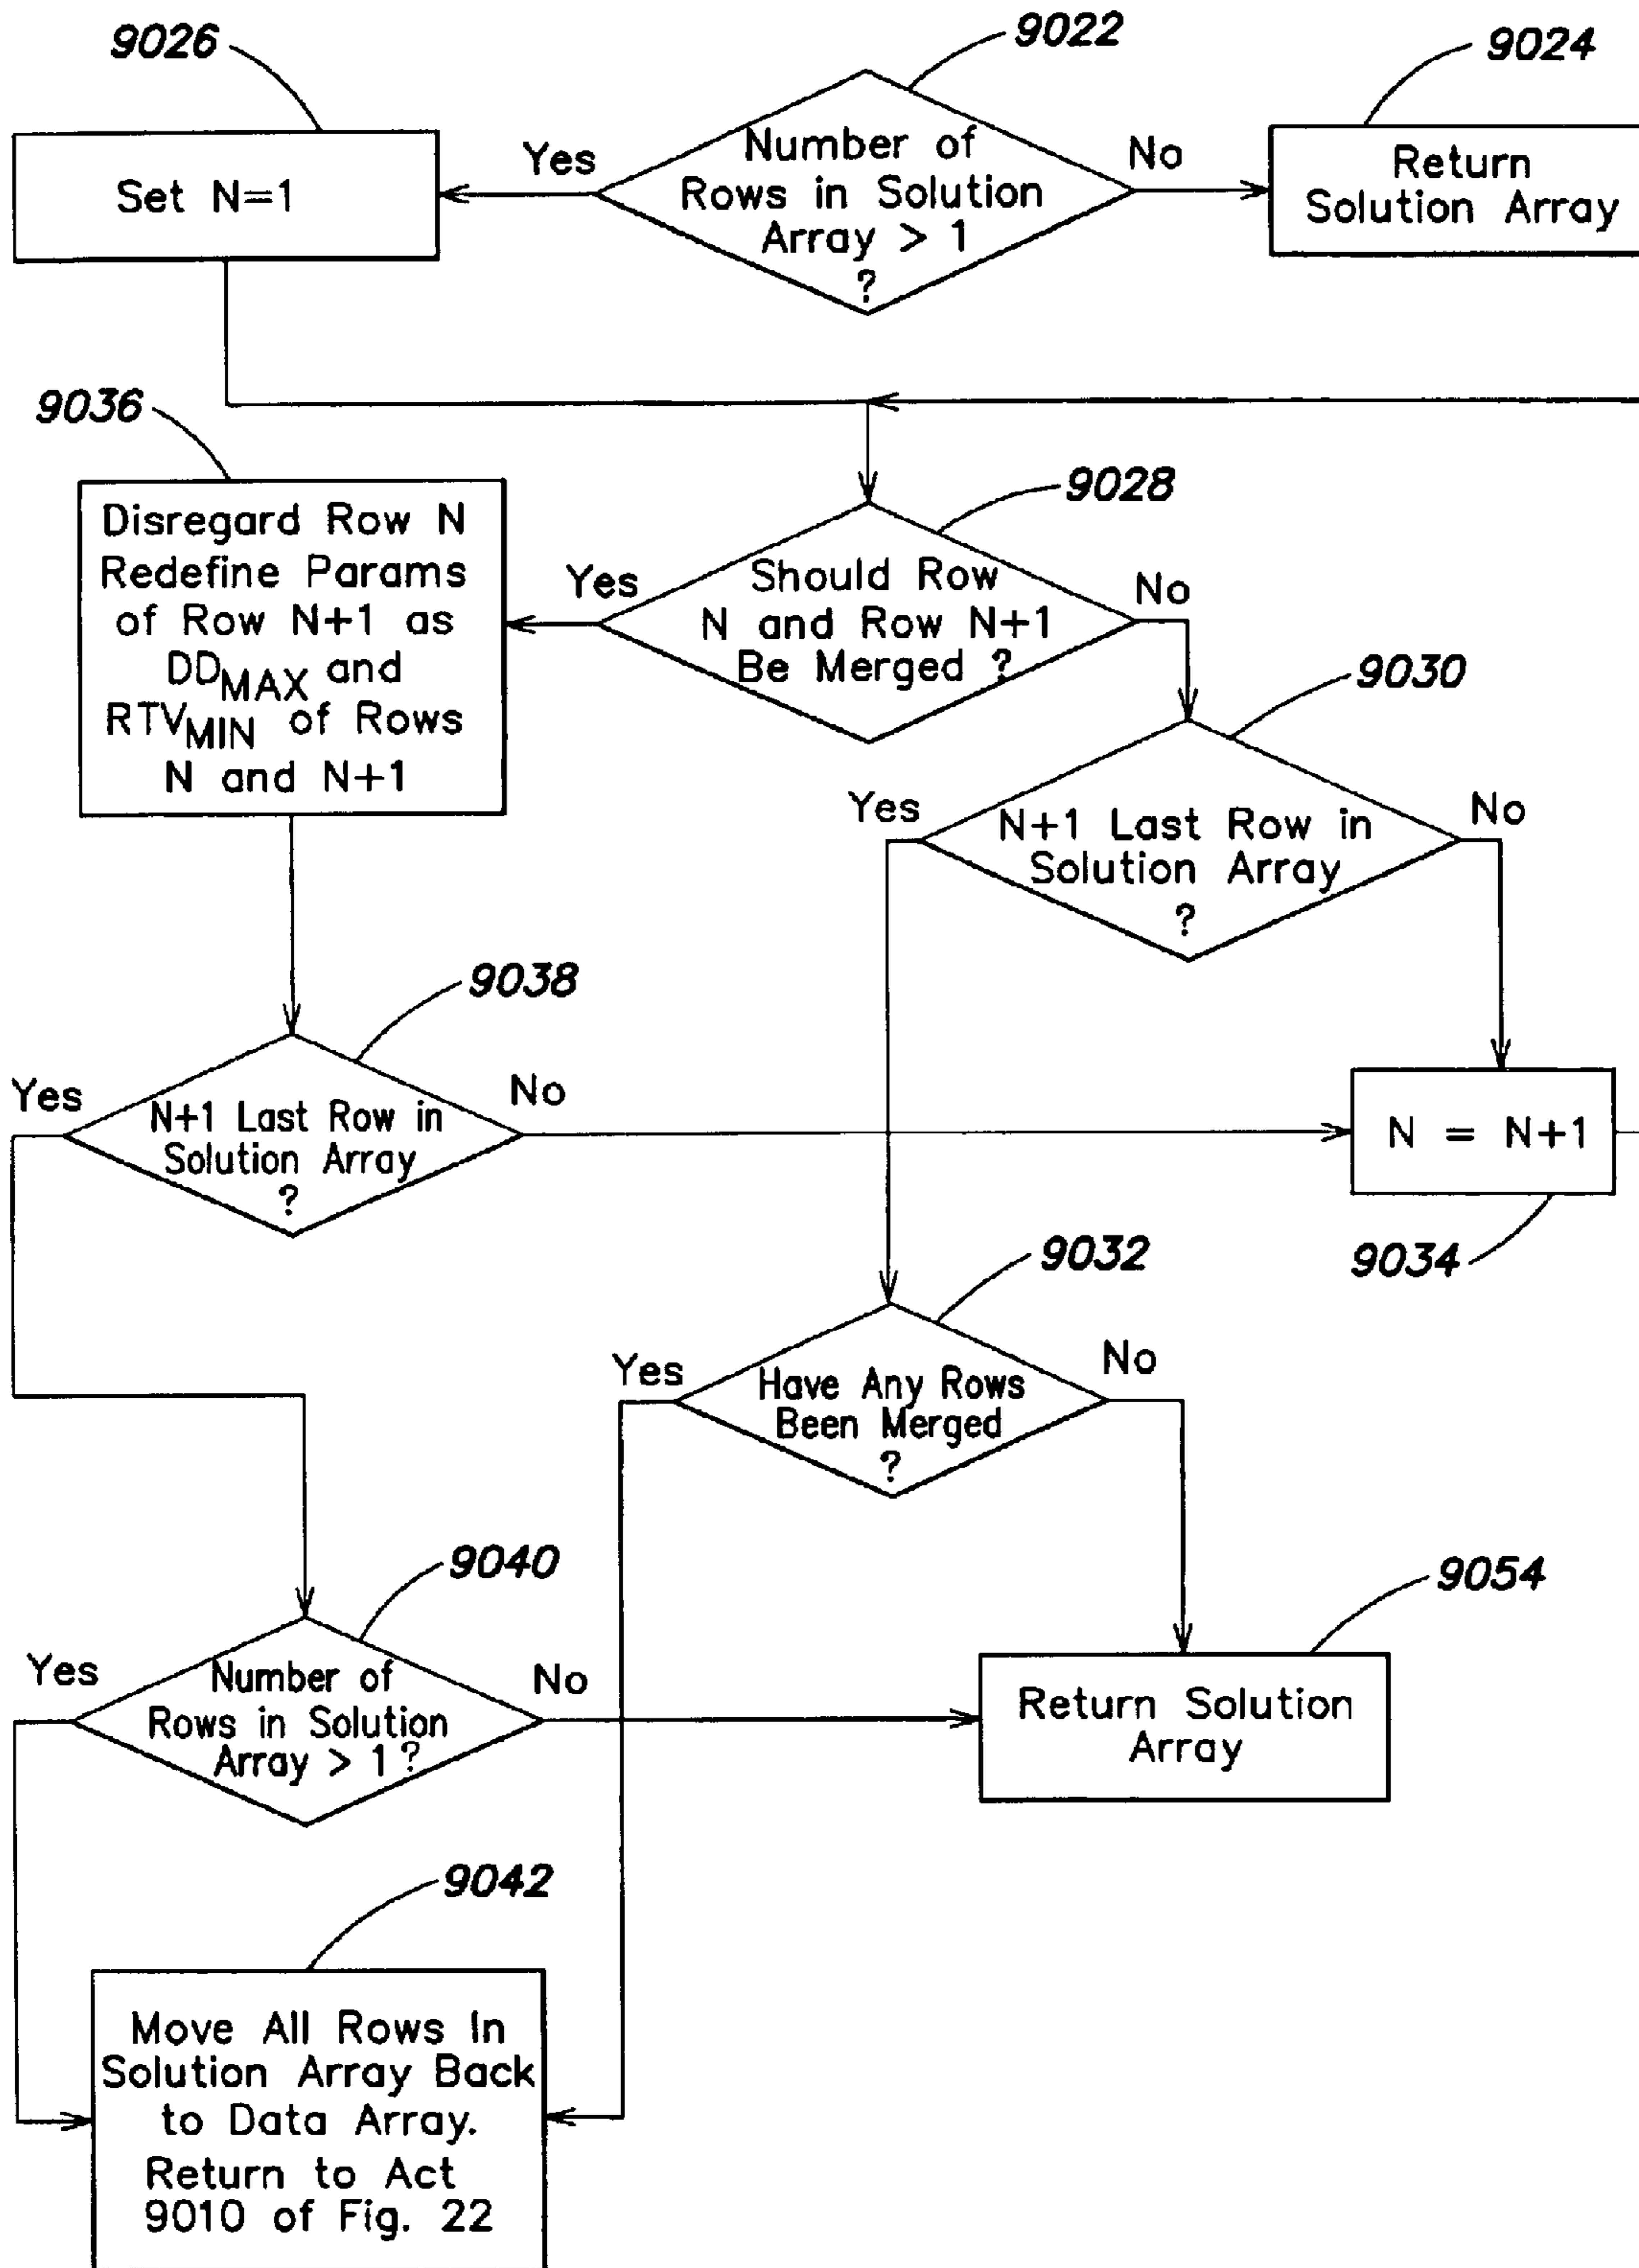 9026
9022
9024
Set N=1
Yes
Number of
Rows in Solution
Array > 1
?
No
Return
Solution Array
9036
9028
Disregard Row N
Redefine Params
of Row N+1 as
DDMAX and
RTVMIN of Rows
N and N+1
Yes
Should Row
N and Row N+1
Be Merged ?
No
9030
Yes
N+1 Last Row in
Solution Array
?
No
9038
Yes
N+1 Last Row in
Solution Array
?
No
N = N+1
9034
9032
Yes
Have Any Rows
Been Merged
?
No
9040
9054
Yes
Number of
Rows in Solution
Array > 1 ?
No
Return Solution
Array
9042
Move All Rows In
Solution Array Back
to Data Array.
Return to Act
9010 of Fig. 22